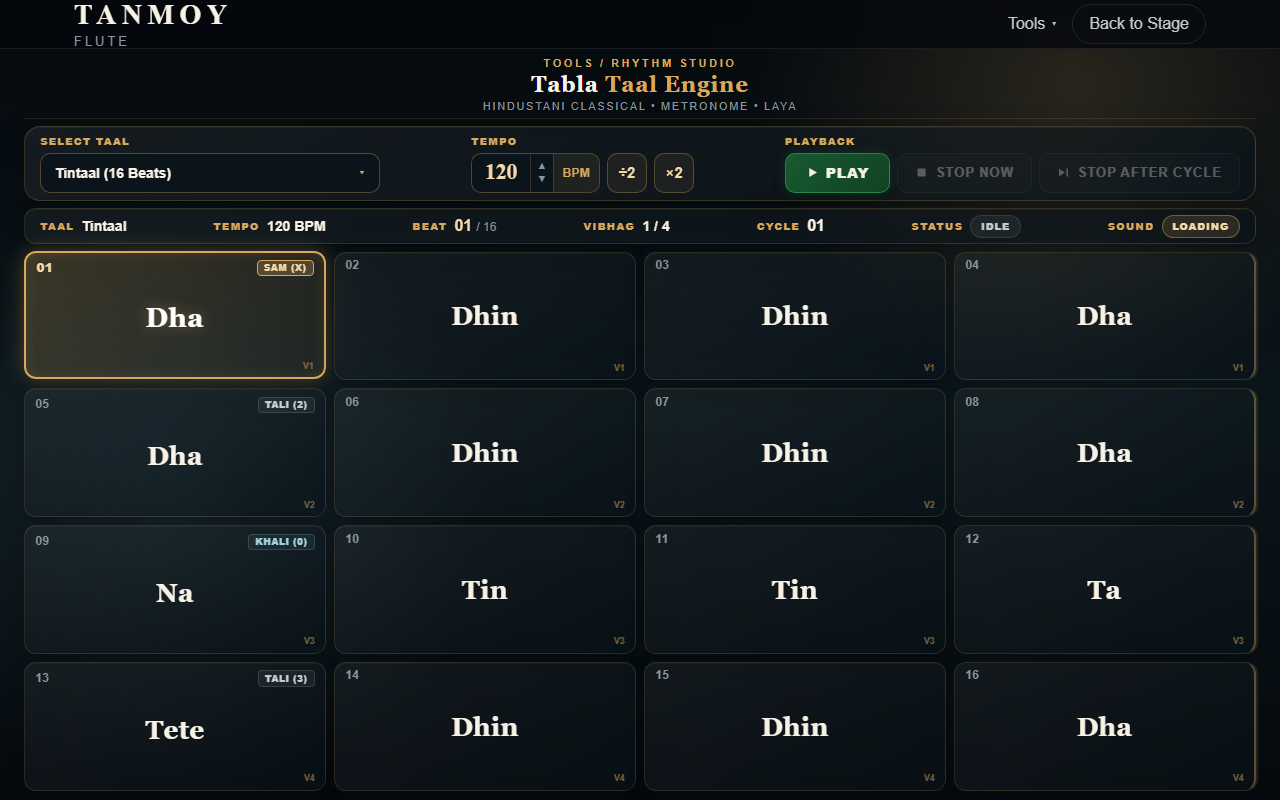 TANMOY
FLUTE
Tools ▾
Back to Stage
TOOLS / RHYTHM STUDIO
Tabla Taal Engine
HINDUSTANI CLASSICAL • METRONOME • LAYA
SELECT TAAL
Tintaal (16 Beats)
TEMPO
120 BPM ÷2 ×2
PLAYBACK
PLAY STOP NOW STOP AFTER CYCLE
TAAL Tintaal TEMPO 120 BPM BEAT 01 / 16 VIBHAG 1 / 4 CYCLE 01 STATUS IDLE SOUND LOADING
01 SAM (X)
Dha
V1
02
Dhin
V1
03
Dhin
V1
04
Dha
V1
05 TALI (2)
Dha
V2
06
Dhin
V2
07
Dhin
V2
08
Dha
V2
09 KHALI (0)
Na
V3
10
Tin
V3
11
Tin
V3
12
Ta
V3
13 TALI (3)
Tete
V4
14
Dhin
V4
15
Dhin
V4
16
Dha
V4